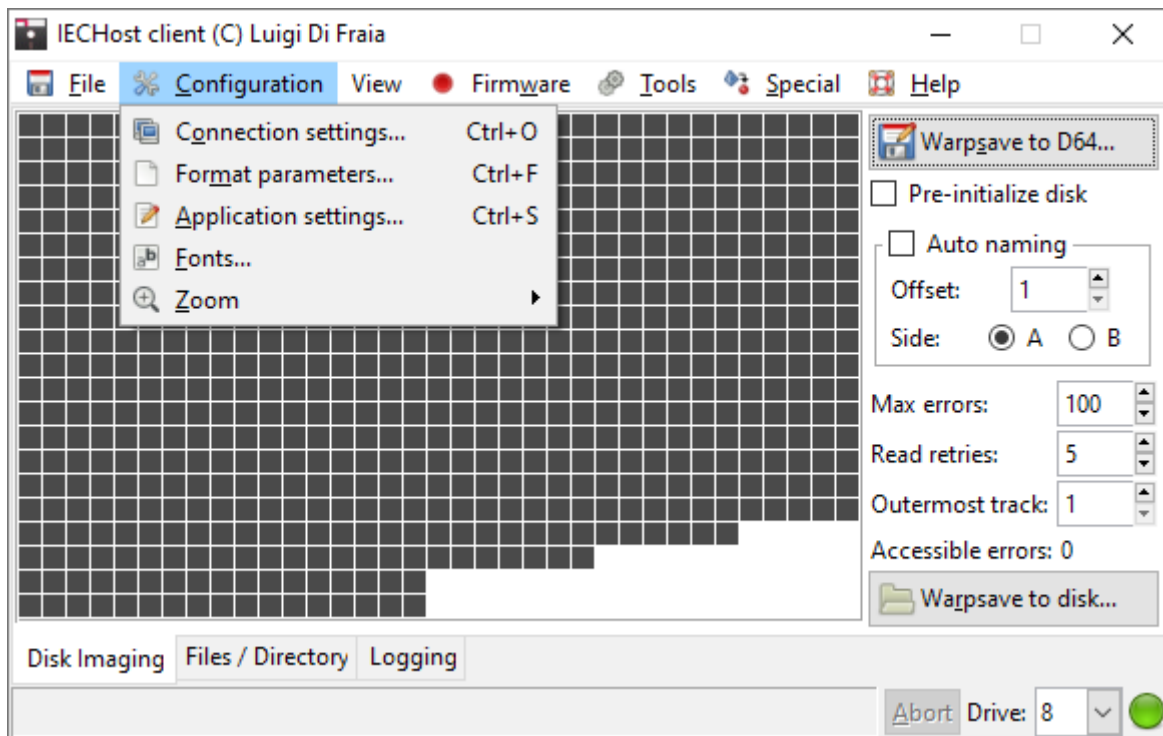 IECHost client (C) Luigi Di Fraia
File Configuration View Firmware Tools Special Help
Connection settings... Ctrl+O
Format parameters... Ctrl+F
Application settings... Ctrl+S
Fonts...
Zoom
Warpsave to D64...
Pre-initialize disk
Auto naming
Offset: 1
Side: A B
Max errors: 100
Read retries: 5
Outermost track: 1
Accessible errors: 0
Warpsave to disk...
Disk Imaging Files / Directory Logging
Abort Drive: 8